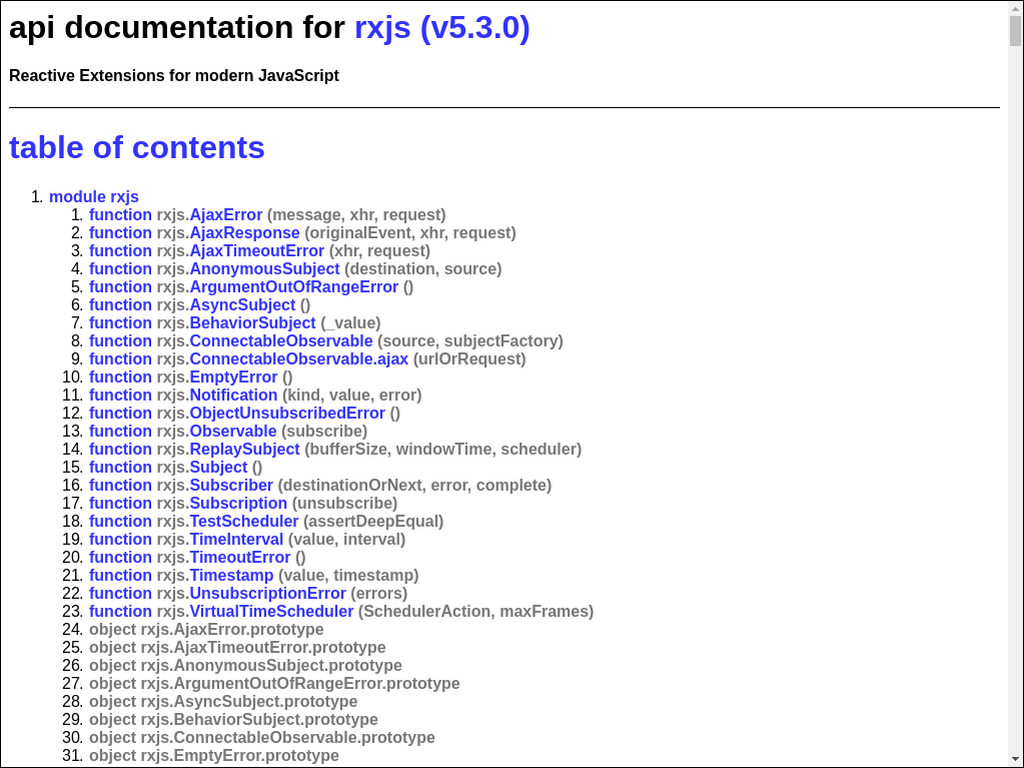 api documentation for rxjs (v5.3.0)
Reactive Extensions for modern JavaScript
table of contents
1. module rxjs
1. function rxjs.AjaxError (message, xhr, request)
2. function rxjs.AjaxResponse (originalEvent, xhr, request)
3. function rxjs.AjaxTimeoutError (xhr, request)
4. function rxjs.AnonymousSubject (destination, source)
5. function rxjs.ArgumentOutOfRangeError ()
6. function rxjs.AsyncSubject ()
7. function rxjs.BehaviorSubject (_value)
8. function rxjs.ConnectableObservable (source, subjectFactory)
9. function rxjs.ConnectableObservable.ajax (urlOrRequest)
10. function rxjs.EmptyError ()
11. function rxjs.Notification (kind, value, error)
12. function rxjs.ObjectUnsubscribedError ()
13. function rxjs.Observable (subscribe)
14. function rxjs.ReplaySubject (bufferSize, windowTime, scheduler)
15. function rxjs.Subject ()
16. function rxjs.Subscriber (destinationOrNext, error, complete)
17. function rxjs.Subscription (unsubscribe)
18. function rxjs.TestScheduler (assertDeepEqual)
19. function rxjs.TimeInterval (value, interval)
20. function rxjs.TimeoutError ()
21. function rxjs.Timestamp (value, timestamp)
22. function rxjs.UnsubscriptionError (errors)
23. function rxjs.VirtualTimeScheduler (SchedulerAction, maxFrames)
24. object rxjs.AjaxError.prototype
25. object rxjs.AjaxTimeoutError.prototype
26. object rxjs.AnonymousSubject.prototype
27. object rxjs.ArgumentOutOfRangeError.prototype
28. object rxjs.AsyncSubject.prototype
29. object rxjs.BehaviorSubject.prototype
30. object rxjs.ConnectableObservable.prototype
31. object rxjs.EmptyError.prototype